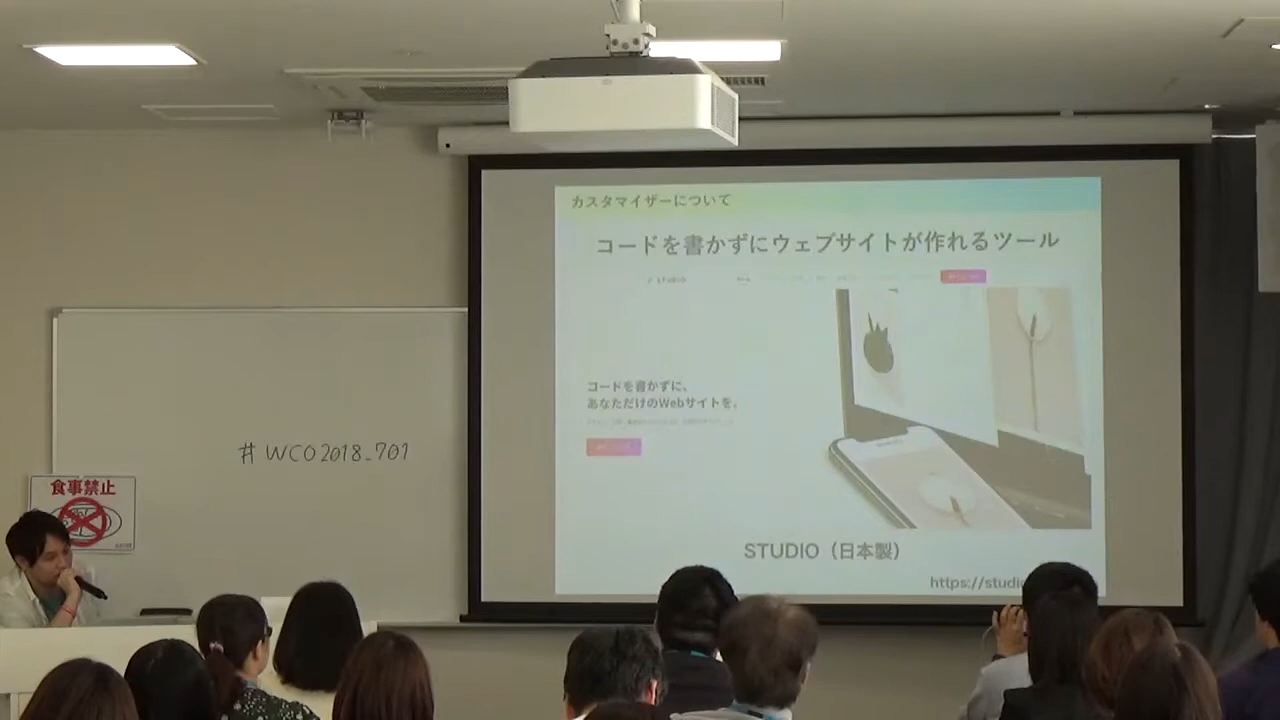 カスタマイザーについて
コードを書かずにウェブサイトが作れるツール
STUDIO
コードを書かずに、
あなただけのWebサイトを。
STUDIO（日本製）
https://studio
#WCO2018_701
食事禁止